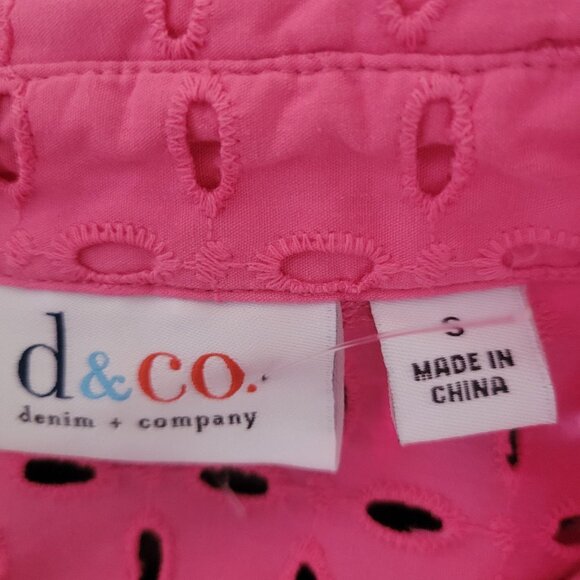 d&co.
denim + company
S
MADE IN
CHINA